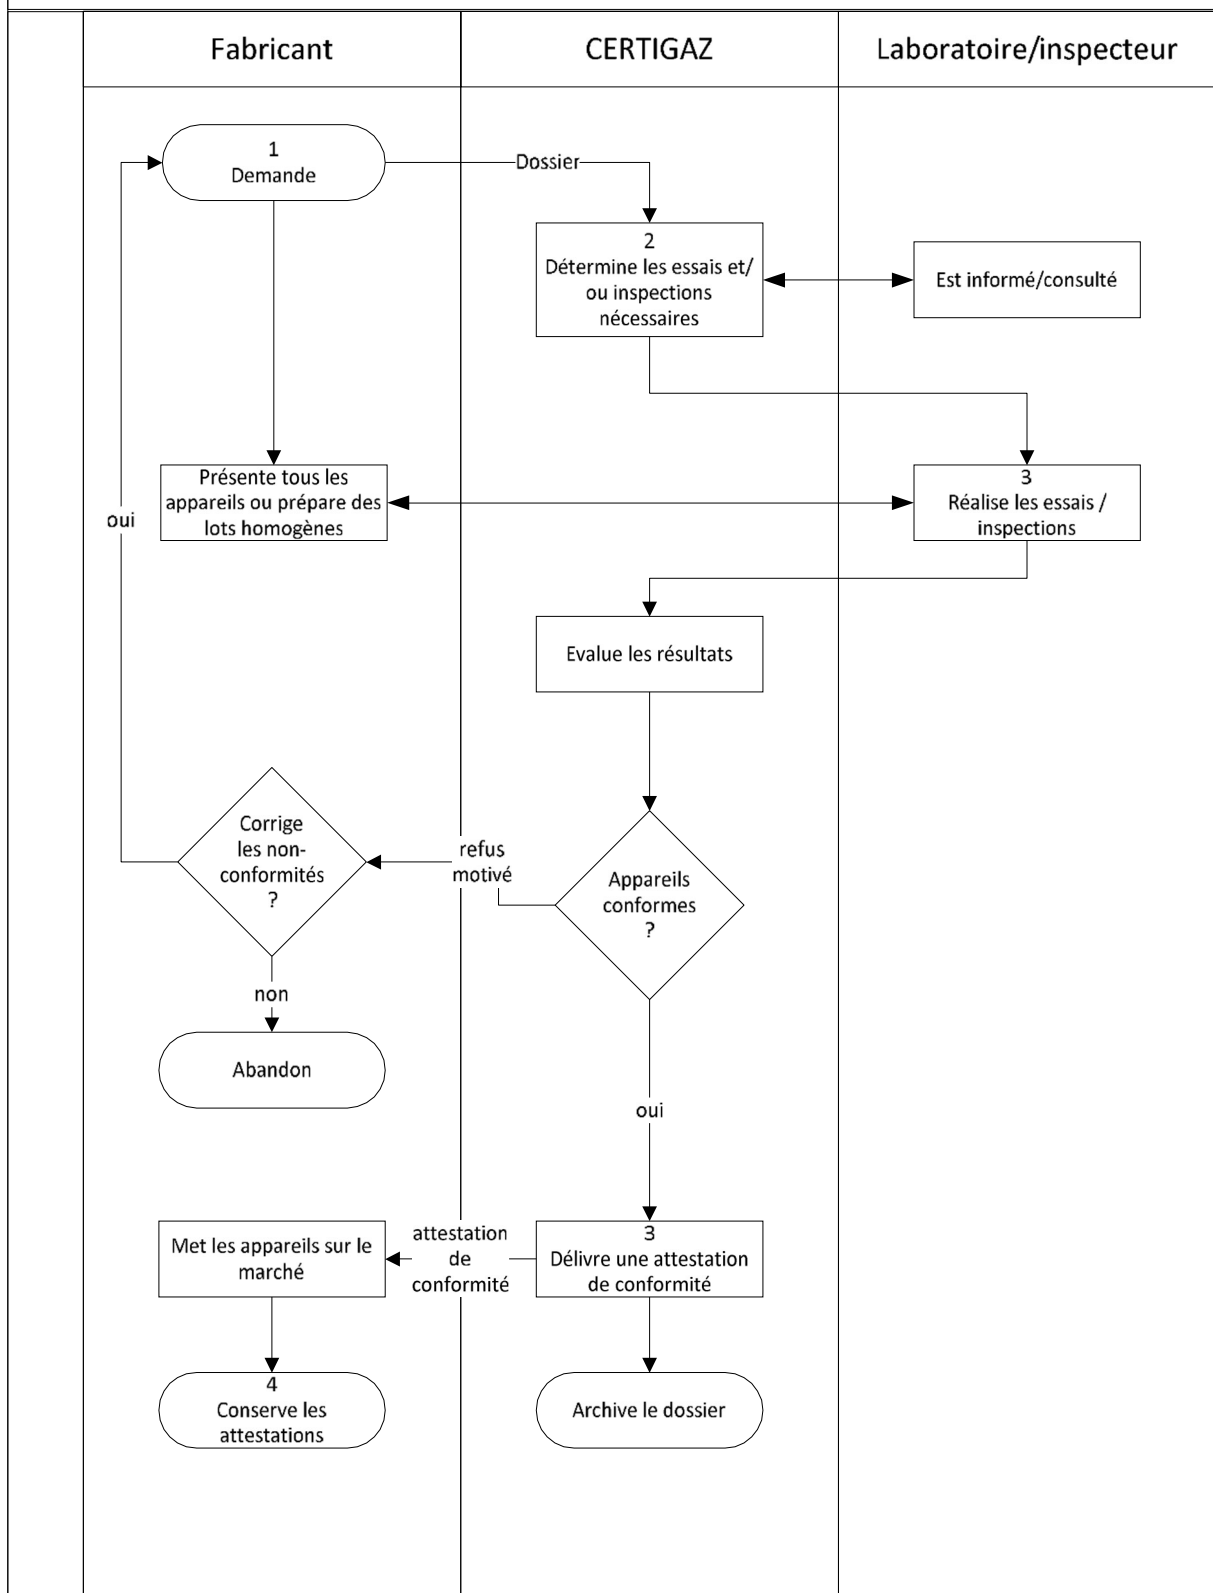 Fabricant
CERTIGAZ
Laboratoire/inspecteur
1
Demande
Dossier
2
Détermine les essais et/
ou inspections
nécessaires
Est informé/consulté
Présente tous les
appareils ou prépare des
lots homogènes
3
Réalise les essais /
inspections
oui
Evalue les résultats
Corrige
les non-
conformités
?
refus
motivé
Appareils
conformes
?
non
Abandon
oui
Met les appareils sur le
marché
attestation
de
conformité
3
Délivre une attestation
de conformité
4
Conserve les
attestations
Archive le dossier